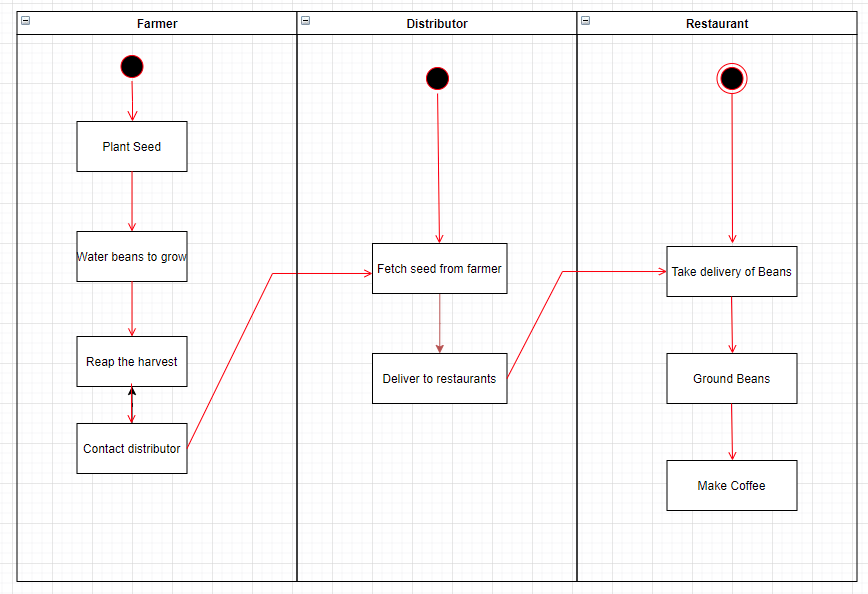 Farmer
Distributor
Restaurant
Plant Seed
Water beans to grow
Reap the harvest
Contact distributor
Fetch seed from farmer
Deliver to restaurants
Take delivery of Beans
Ground Beans
Make Coffee